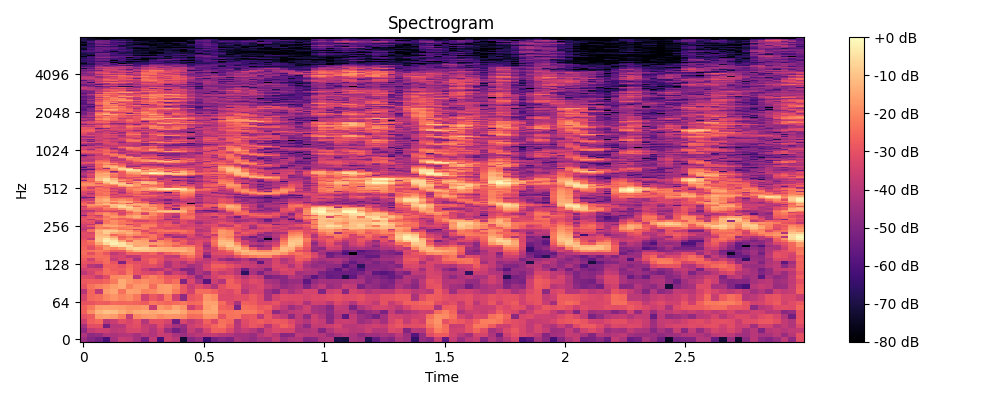 Spectrogram
Hz
4096
2048
1024
512
256
128
64
0
0
0.5
1
1.5
2
2.5
Time
+0 dB
-10 dB
-20 dB
-30 dB
-40 dB
-50 dB
-60 dB
-70 dB
-80 dB